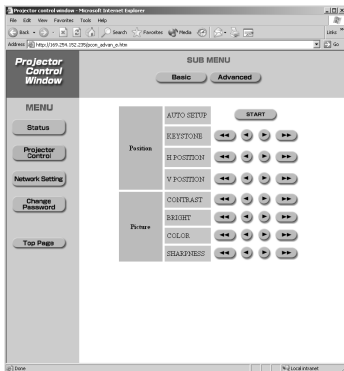 Projector control window - Microsoft Internet Explorer
File Edit View Favorites Tools Help
Back Search Favorites Media Links
Address http://169.254.152.235/pcon_advan_e.htm Go
Projector
Control
Window
SUB MENU
Basic Advanced
MENU
Status
Projector
Control
Network Setting
Change
Password
Top Page
Position
AUTO SETUP START
KEYSTONE
H POSITION
V POSITION
Picture
CONTRAST
BRIGHT
COLOR
SHARPNESS
Done Local intranet